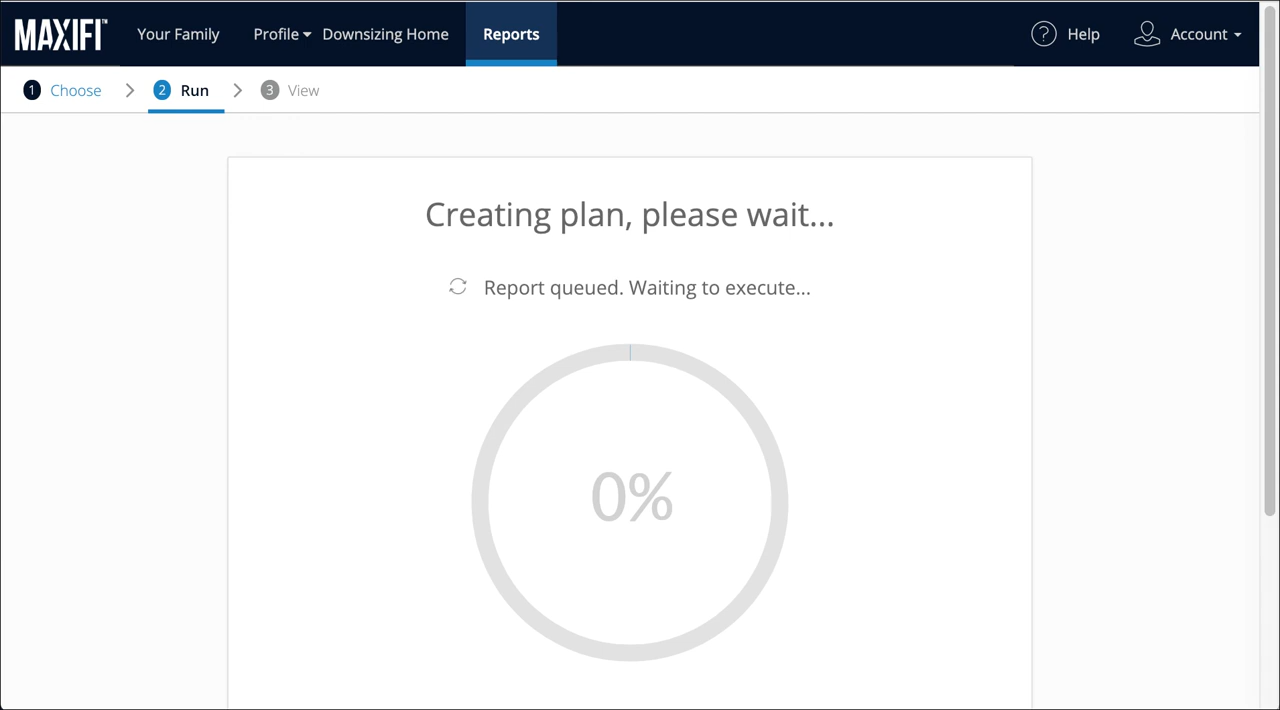 MAXIFI™ Your Family Profile Downsizing Home Reports ? Help Account
1 Choose 2 Run 3 View
Creating plan, please wait...
Report queued. Waiting to execute...
0%